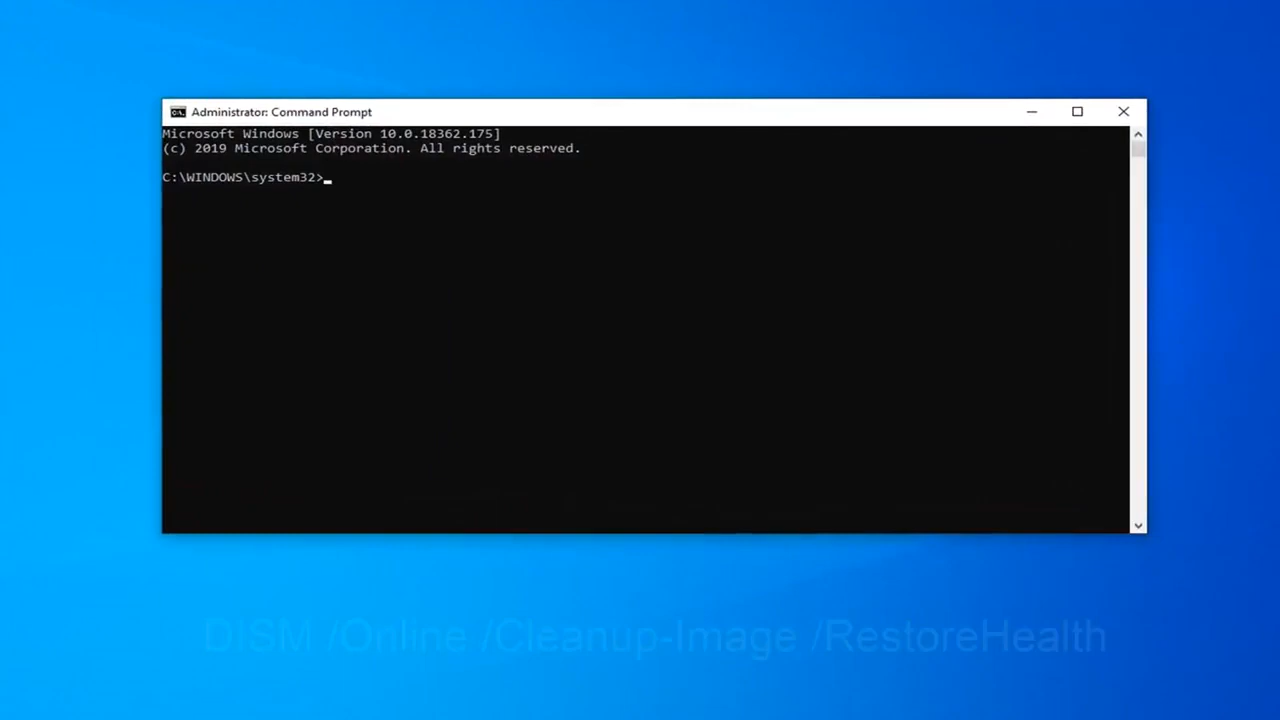 Administrator: Command Prompt
Microsoft Windows [Version 10.0.18362.175]
(c) 2019 Microsoft Corporation. All rights reserved.
C:\WINDOWS\system32>
DISM /Online /Cleanup-Image /RestoreHealth